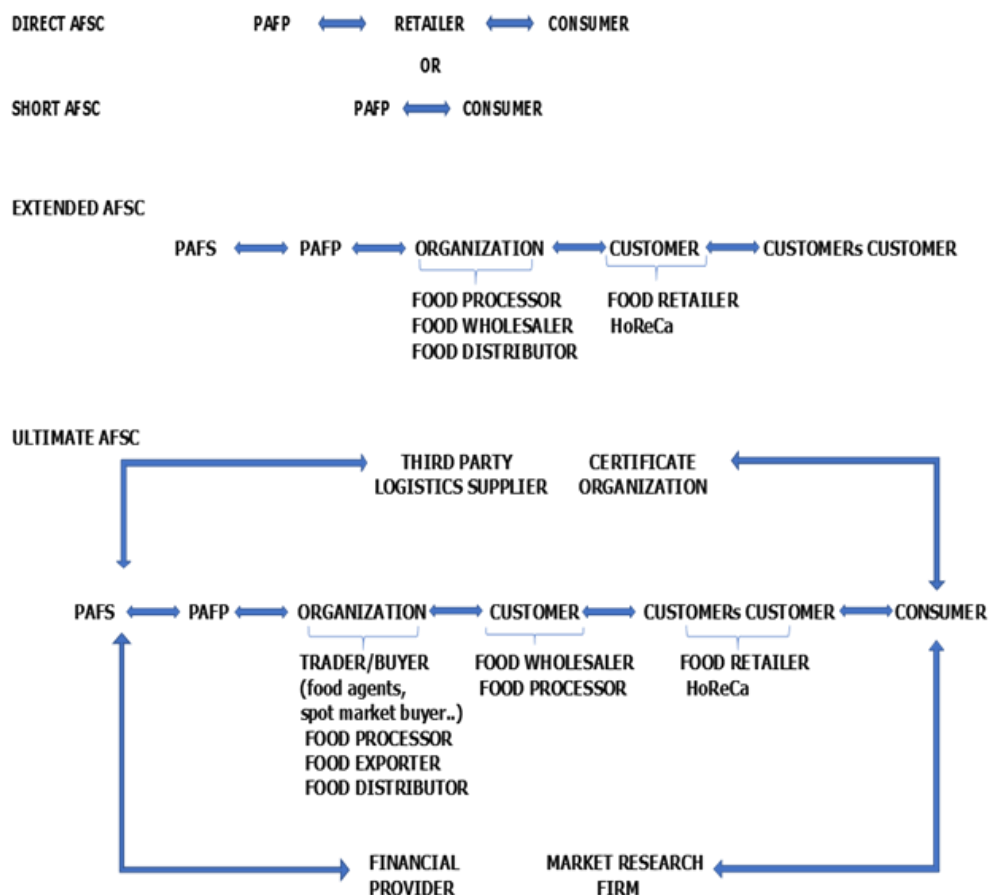 DIRECT AFSC PAFP RETAILER CONSUMER
OR
SHORT AFSC PAFP CONSUMER
EXTENDED AFSC
PAFS PAFP ORGANIZATION CUSTOMER CUSTOMERs CUSTOMER
FOOD PROCESSOR FOOD RETAILER
FOOD WHOLESALER HoReCa
FOOD DISTRIBUTOR
ULTIMATE AFSC
THIRD PARTY CERTIFICATE
LOGISTICS SUPPLIER ORGANIZATION
PAFS PAFP ORGANIZATION CUSTOMER CUSTOMERs CUSTOMER CONSUMER
TRADER/BUYER FOOD WHOLESALER FOOD RETAILER
(food agents, FOOD PROCESSOR HoReCa
spot market buyer..)
FOOD PROCESSOR
FOOD EXPORTER
FOOD DISTRIBUTOR
FINANCIAL MARKET RESEARCH
PROVIDER FIRM